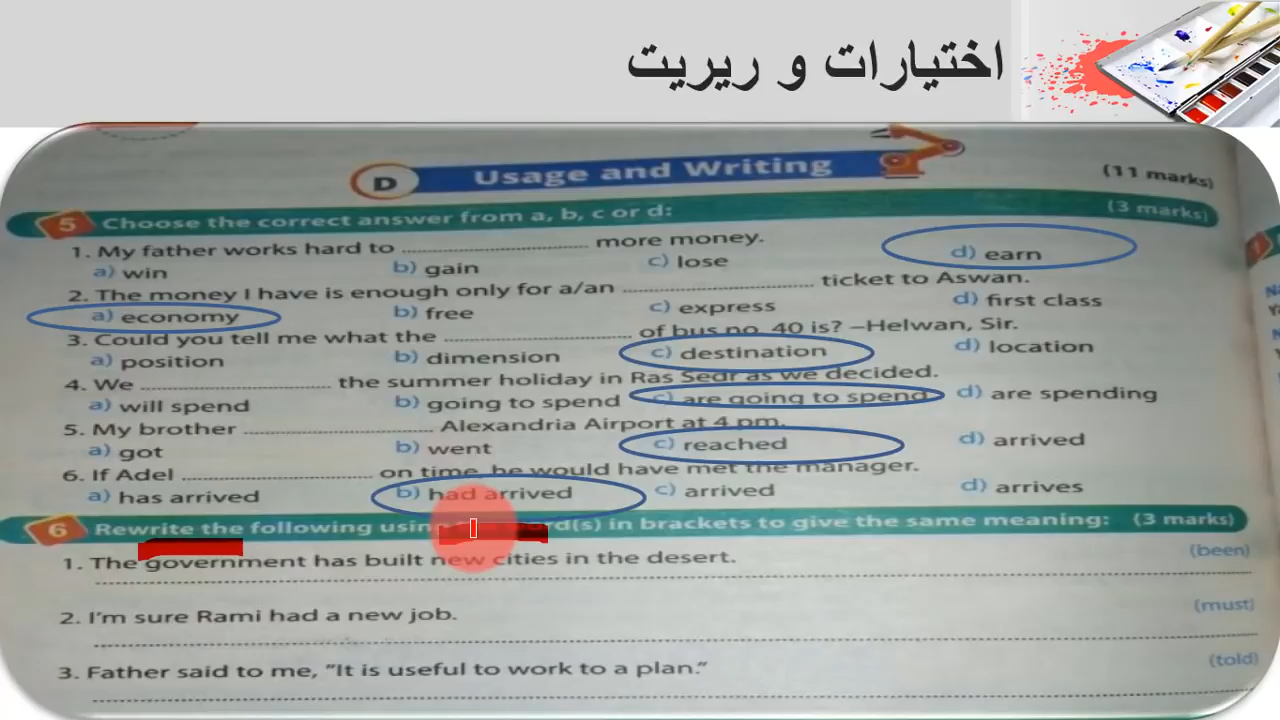 اختيارات و ريريت
D Usage and Writing (11 marks)
5 Choose the correct answer from a, b, c or d: (3 marks)
1. My father works hard to ........................ more money.
a) win b) gain c) lose d) earn
2. The money I have is enough only for a/an ........................ ticket to Aswan.
a) economy b) free c) express d) first class
3. Could you tell me what the ........................ of bus no. 40 is? –Helwan, Sir.
a) position b) dimension c) destination d) location
4. We ........................ the summer holiday in Ras Sedr as we decided.
a) will spend b) going to spend c) are going to spend d) are spending
5. My brother ........................ Alexandria Airport at 4 pm.
a) got b) went c) reached d) arrived
6. If Adel ........................ on time, he would have met the manager.
a) has arrived b) had arrived c) arrived d) arrives
6 Rewrite the following using rd(s) in brackets to give the same meaning: (3 marks)
1. The government has built new cities in the desert. (been)
2. I'm sure Rami had a new job. (must)
3. Father said to me, "It is useful to work to a plan." (told)